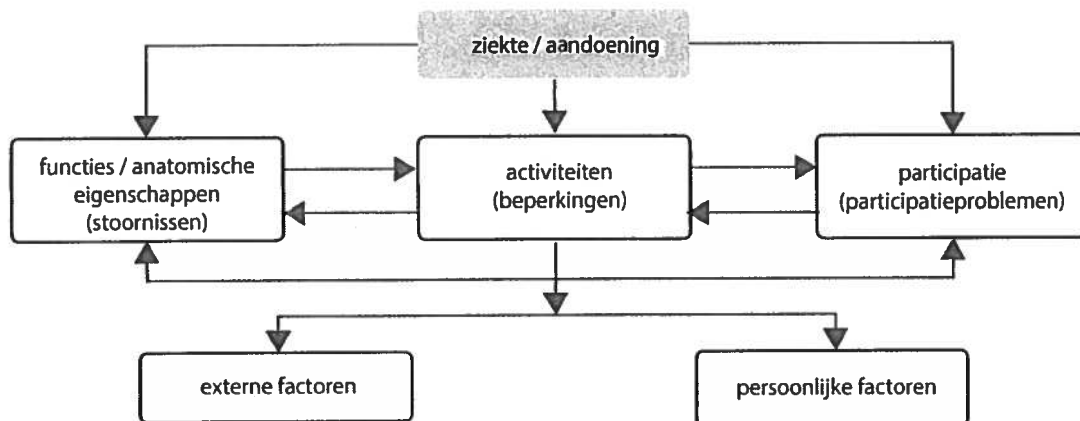 ziekte / aandoening
functies / anatomische
eigenschappen
(stoornissen)
activiteiten
(beperkingen)
participatie
(participatieproblemen)
externe factoren
persoonlijke factoren